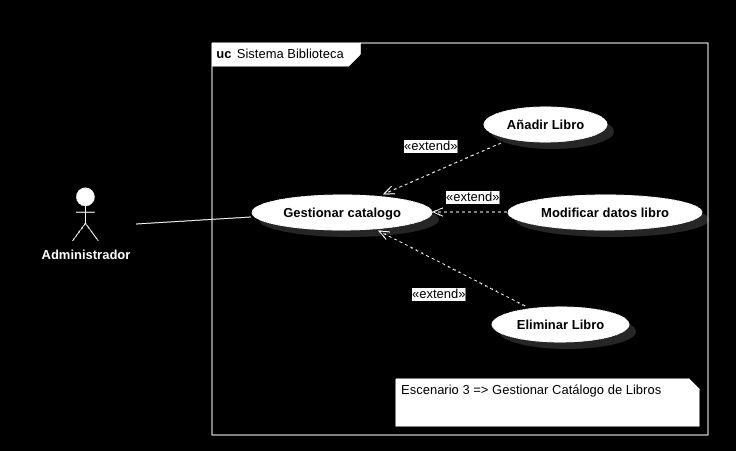 uc Sistema Biblioteca
Añadir Libro
«extend»
«extend»
Gestionar catalogo
Modificar datos libro
Administrador
«extend»
Eliminar Libro
Escenario 3 => Gestionar Catálogo de Libros